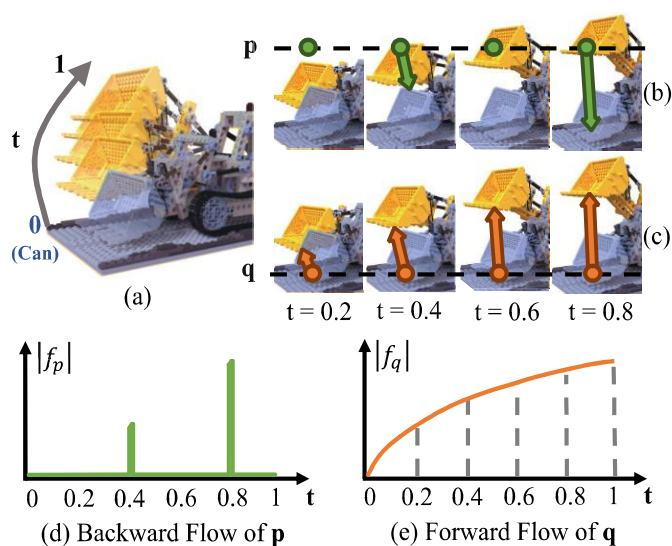 1
t
0
(Can)
(a)
p
(b)
q
(c)
t = 0.2 t = 0.4 t = 0.6 t = 0.8
|f_p|
0 0.2 0.4 0.6 0.8 1 t
(d) Backward Flow of p
|f_q|
0 0.2 0.4 0.6 0.8 1 t
(e) Forward Flow of q